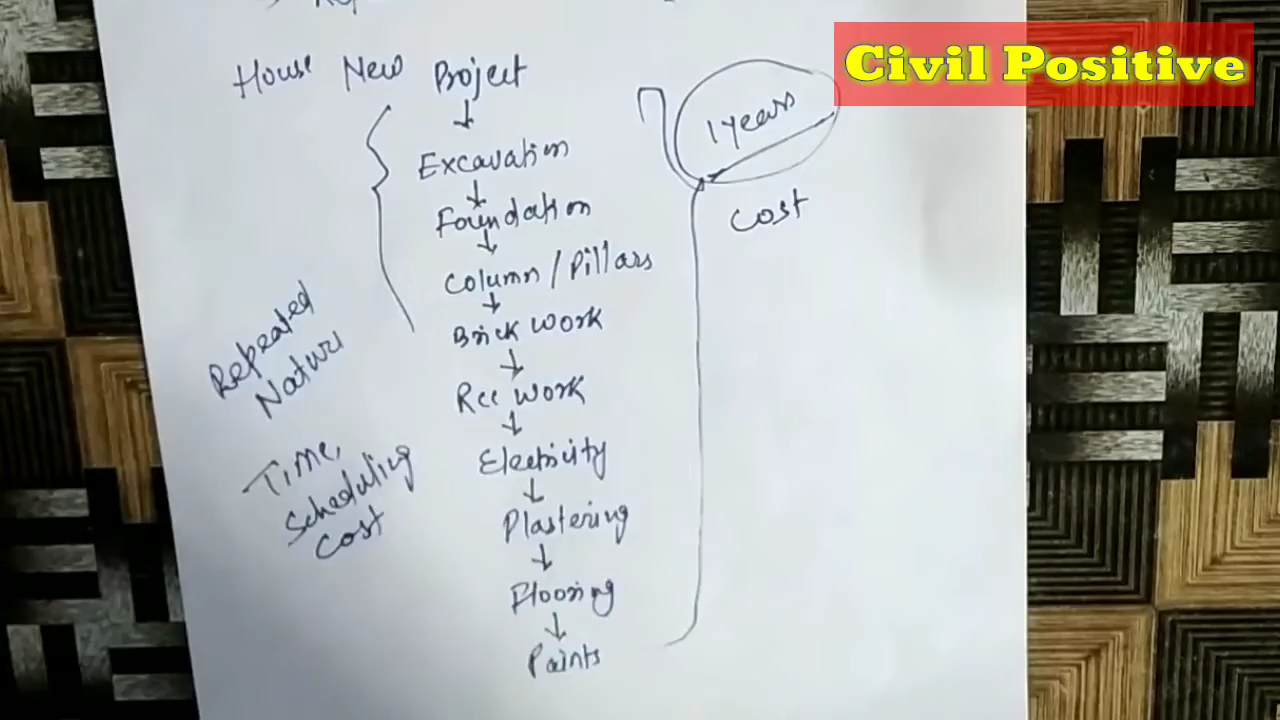 Civil Positive
House New Project
Excavation
Foundation
Column / Pillars
Brick work
Rcc work
Electricity
Plastering
Flooring
Paints
1 years
cost
Repeated
Nature
Time,
Scheduling
Cost